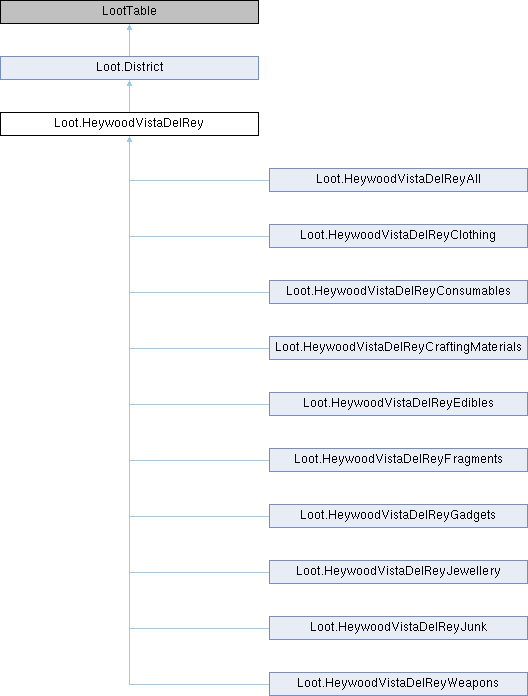 LootTable
Loot.District
Loot.HeywoodVistaDelRey
Loot.HeywoodVistaDelReyAll
Loot.HeywoodVistaDelReyClothing
Loot.HeywoodVistaDelReyConsumables
Loot.HeywoodVistaDelReyCraftingMaterials
Loot.HeywoodVistaDelReyEdibles
Loot.HeywoodVistaDelReyFragments
Loot.HeywoodVistaDelReyGadgets
Loot.HeywoodVistaDelReyJewellery
Loot.HeywoodVistaDelReyJunk
Loot.HeywoodVistaDelReyWeapons